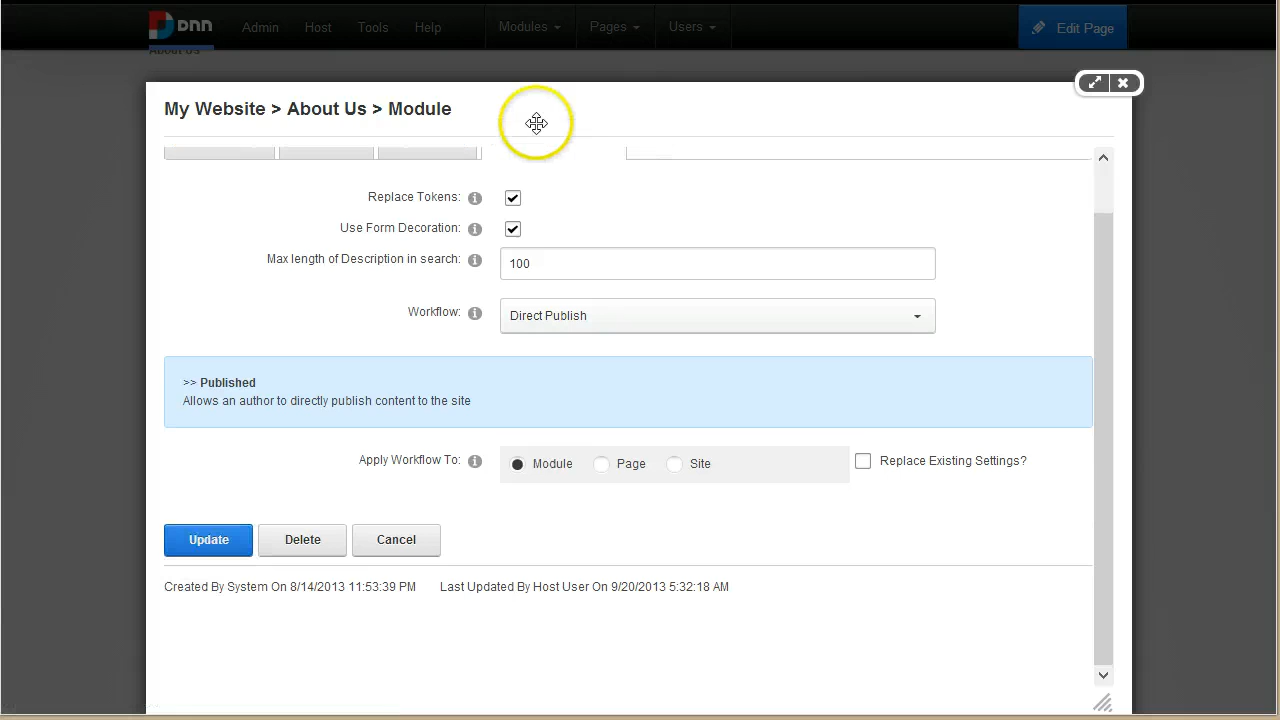 DNN Admin Host Tools Help Modules Pages Users Edit Page
About Us
My Website > About Us > Module
Replace Tokens:
Use Form Decoration:
Max length of Description in search: 100
Workflow: Direct Publish
>> Published
Allows an author to directly publish content to the site
Apply Workflow To: Module Page Site Replace Existing Settings?
Update Delete Cancel
Created By System On 8/14/2013 11:53:39 PM Last Updated By Host User On 9/20/2013 5:32:18 AM